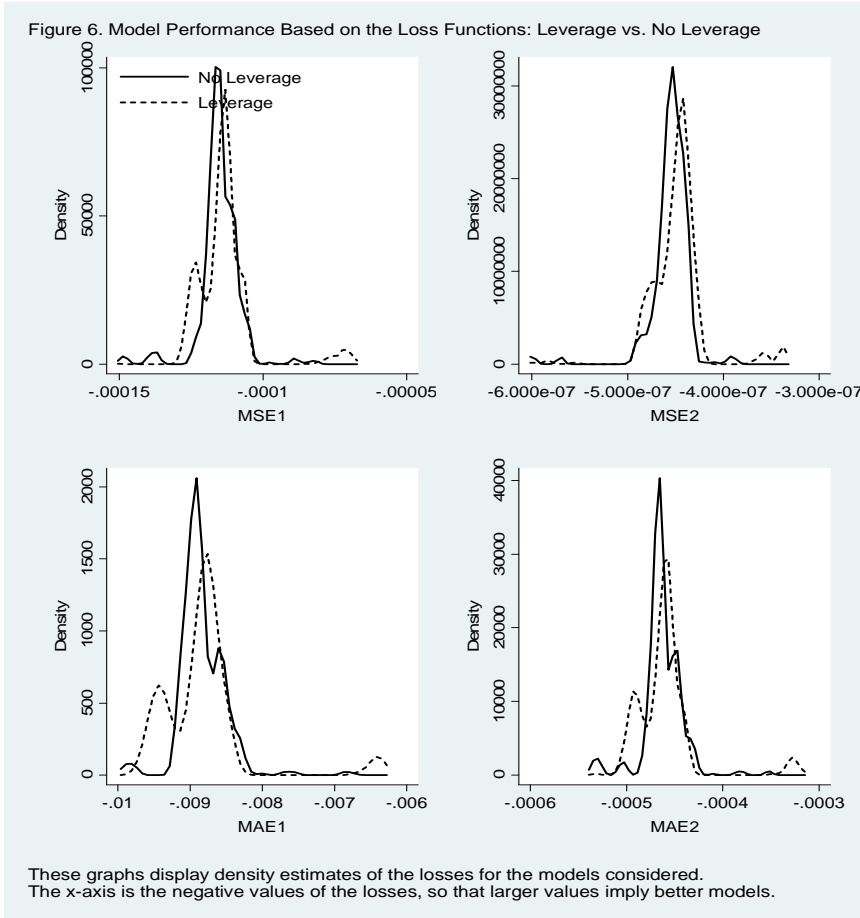 Figure 6. Model Performance Based on the Loss Functions: Leverage vs. No Leverage
No Leverage
Leverage
Density
100000
50000
0
-.00015 -.0001 -.00005
MSE1
Density
30000000
20000000
10000000
0
-6.000e-07 -5.000e-07 -4.000e-07 -3.000e-07
MSE2
Density
2000
1500
1000
500
0
-.01 -.009 -.008 -.007 -.006
MAE1
Density
40000
30000
20000
10000
0
-.0006 -.0005 -.0004 -.0003
MAE2
These graphs display density estimates of the losses for the models considered.
The x-axis is the negative values of the losses, so that larger values imply better models.